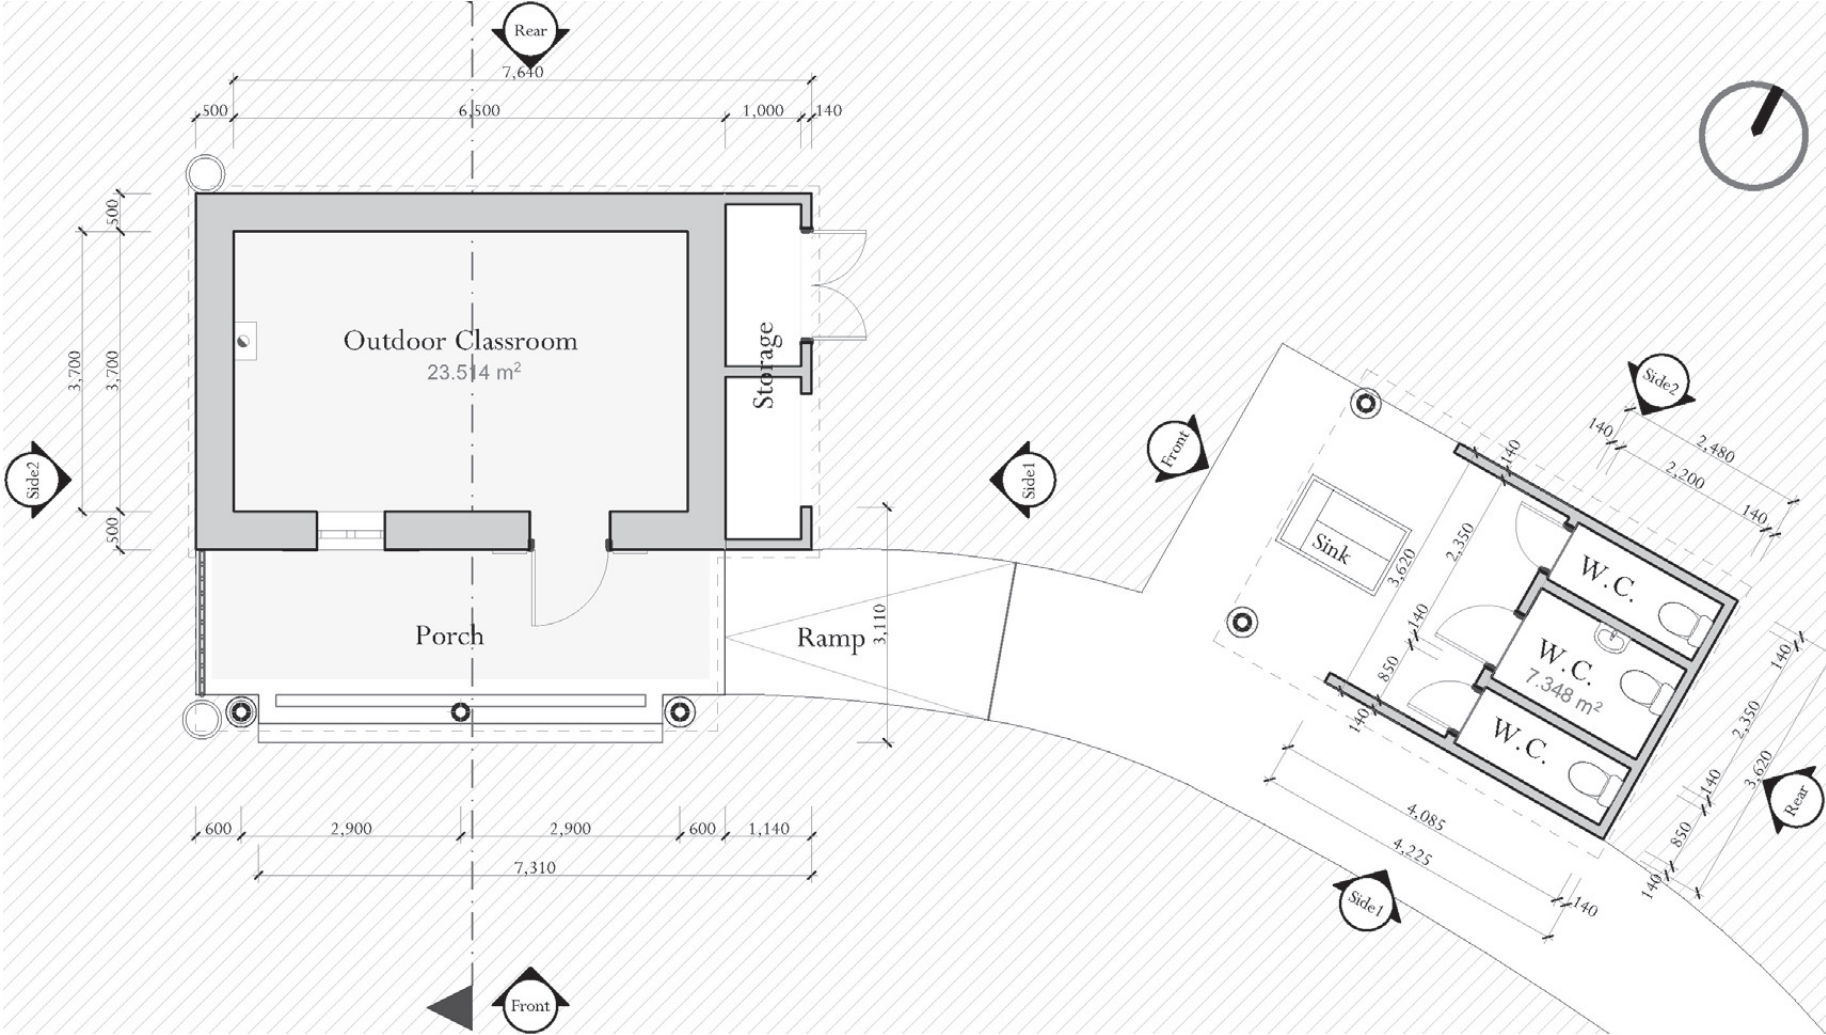 Rear
7,640
500
6,500
1,000
140
500
3,700
3,700
500
Outdoor Classroom
23.514 m²
Storage
Side2
Side1
Front
Side2
140
2,480
2,200
140
140
Sink
3,620
2,350
W.C.
140
3,110
Porch
Ramp
850
W.C.
7.348 m²
140
W.C.
140
2,350
140
3,620
Rear
850
140
4,085
4,225
140
Side1
600
2,900
2,900
600
1,140
7,310
Front